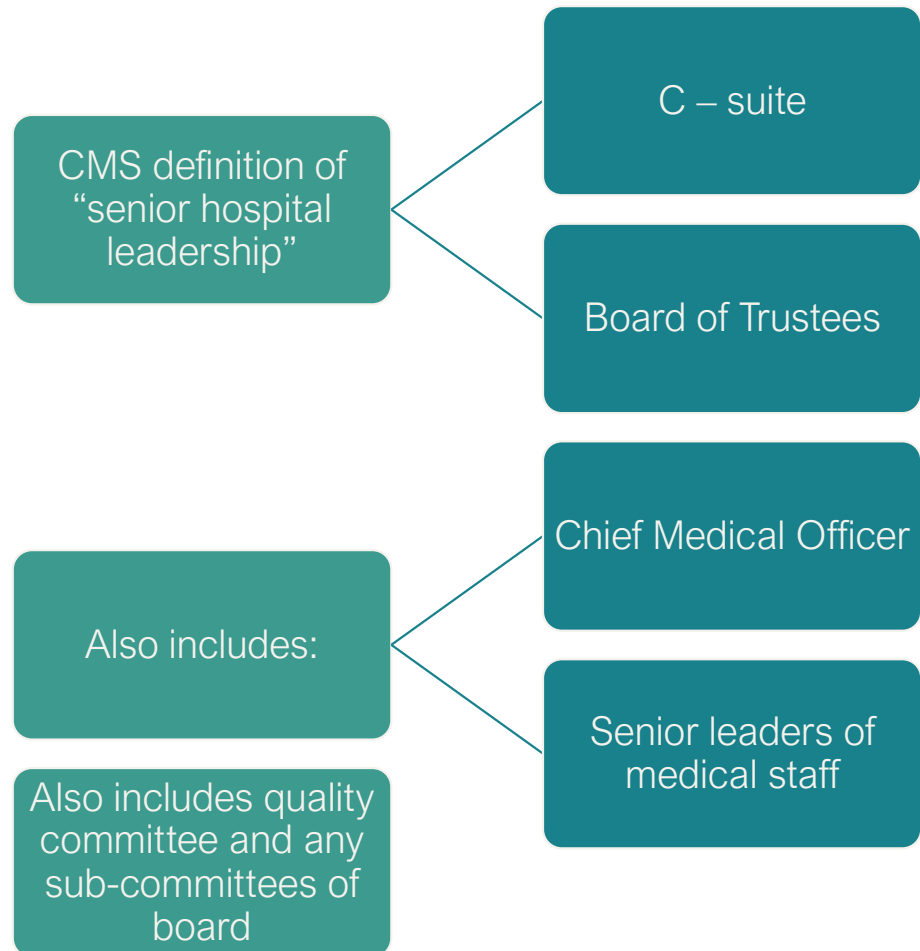 CMS definition of
“senior hospital
leadership”
C – suite
Board of Trustees
Also includes:
Chief Medical Officer
Senior leaders of
medical staff
Also includes quality
committee and any
sub-committees of
board